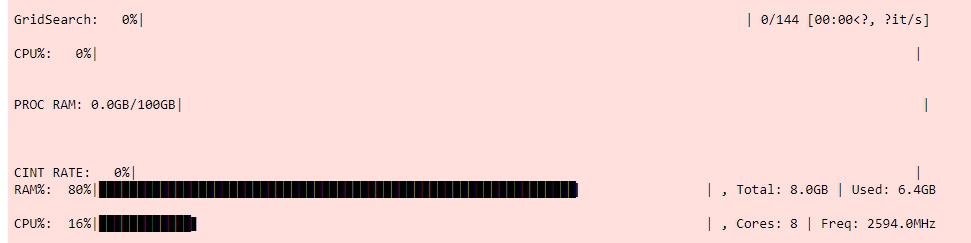 GridSearch:   0%|          | 0/144 [00:00<?, ?it/s]
CPU%:   0%|          |
PROC RAM: 0.0GB/100GB|          |
CINT RATE:   0%|          |
RAM%:  80%|          | , Total: 8.0GB | Used: 6.4GB
CPU%:  16%|          | , Cores: 8 | Freq: 2594.0MHz